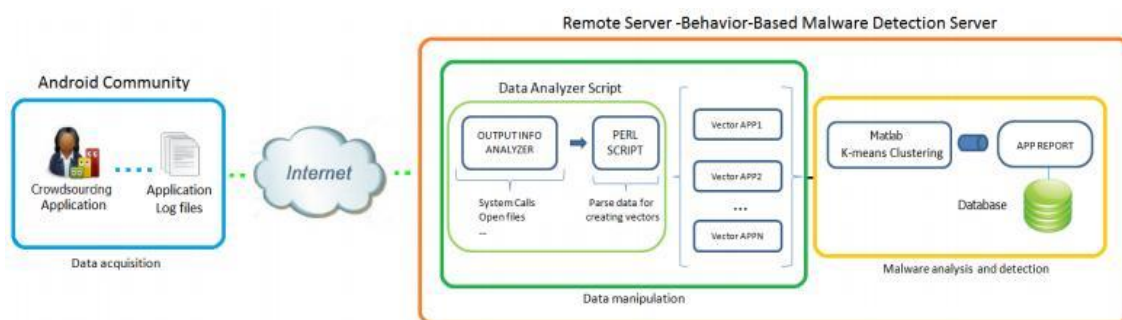 Remote Server -Behavior-Based Malware Detection Server
Android Community
Crowdsourcing
Application
Application
Log files
Data acquisition
Internet
Data Analyzer Script
OUTPUT INFO
ANALYZER
PERL
SCRIPT
System Calls
Open files
...
Parse data for
creating vectors
Vector APP1
Vector APP2
...
Vector APPN
Data manipulation
Matlab
K-means Clustering
APP REPORT
Database
Malware analysis and detection